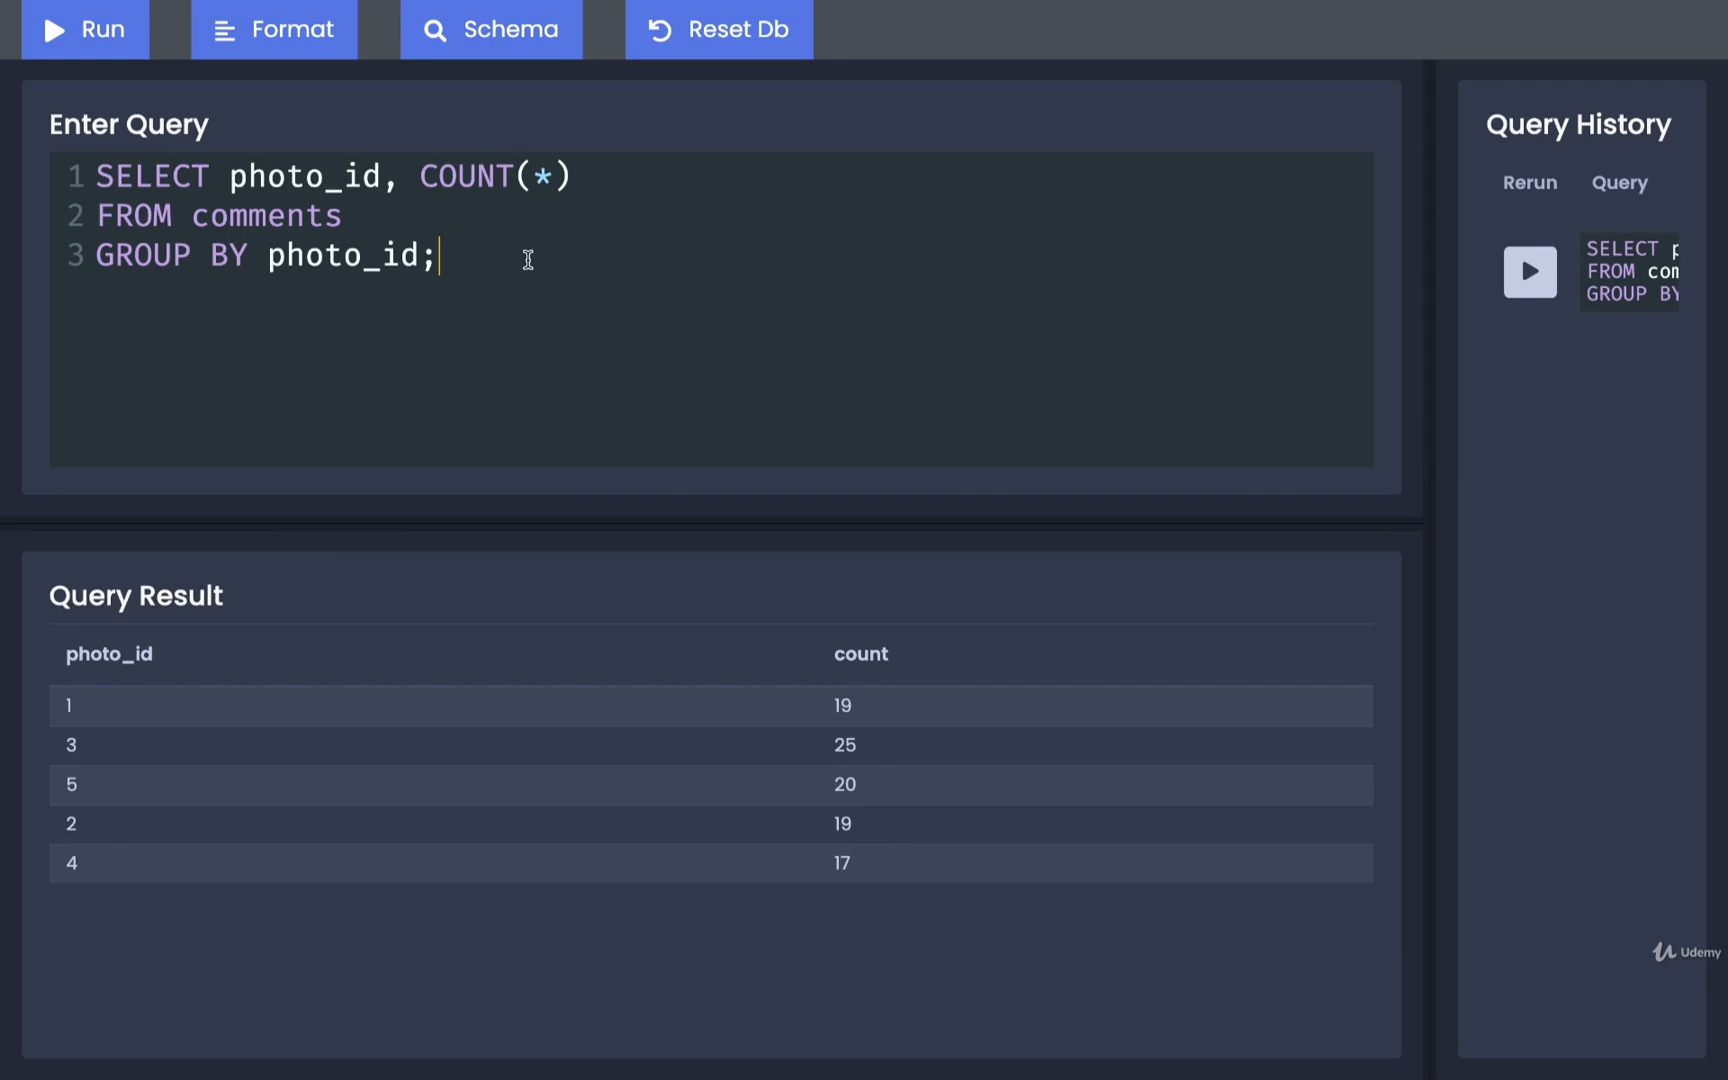 Run
Format
Schema
Reset Db
Enter Query
1 SELECT photo_id, COUNT(*)
2 FROM comments
3 GROUP BY photo_id;
Query History
Rerun Query
SELECT p
FROM com
GROUP BY
Query Result
photo_id count
1 19
3 25
5 20
2 19
4 17
Udemy